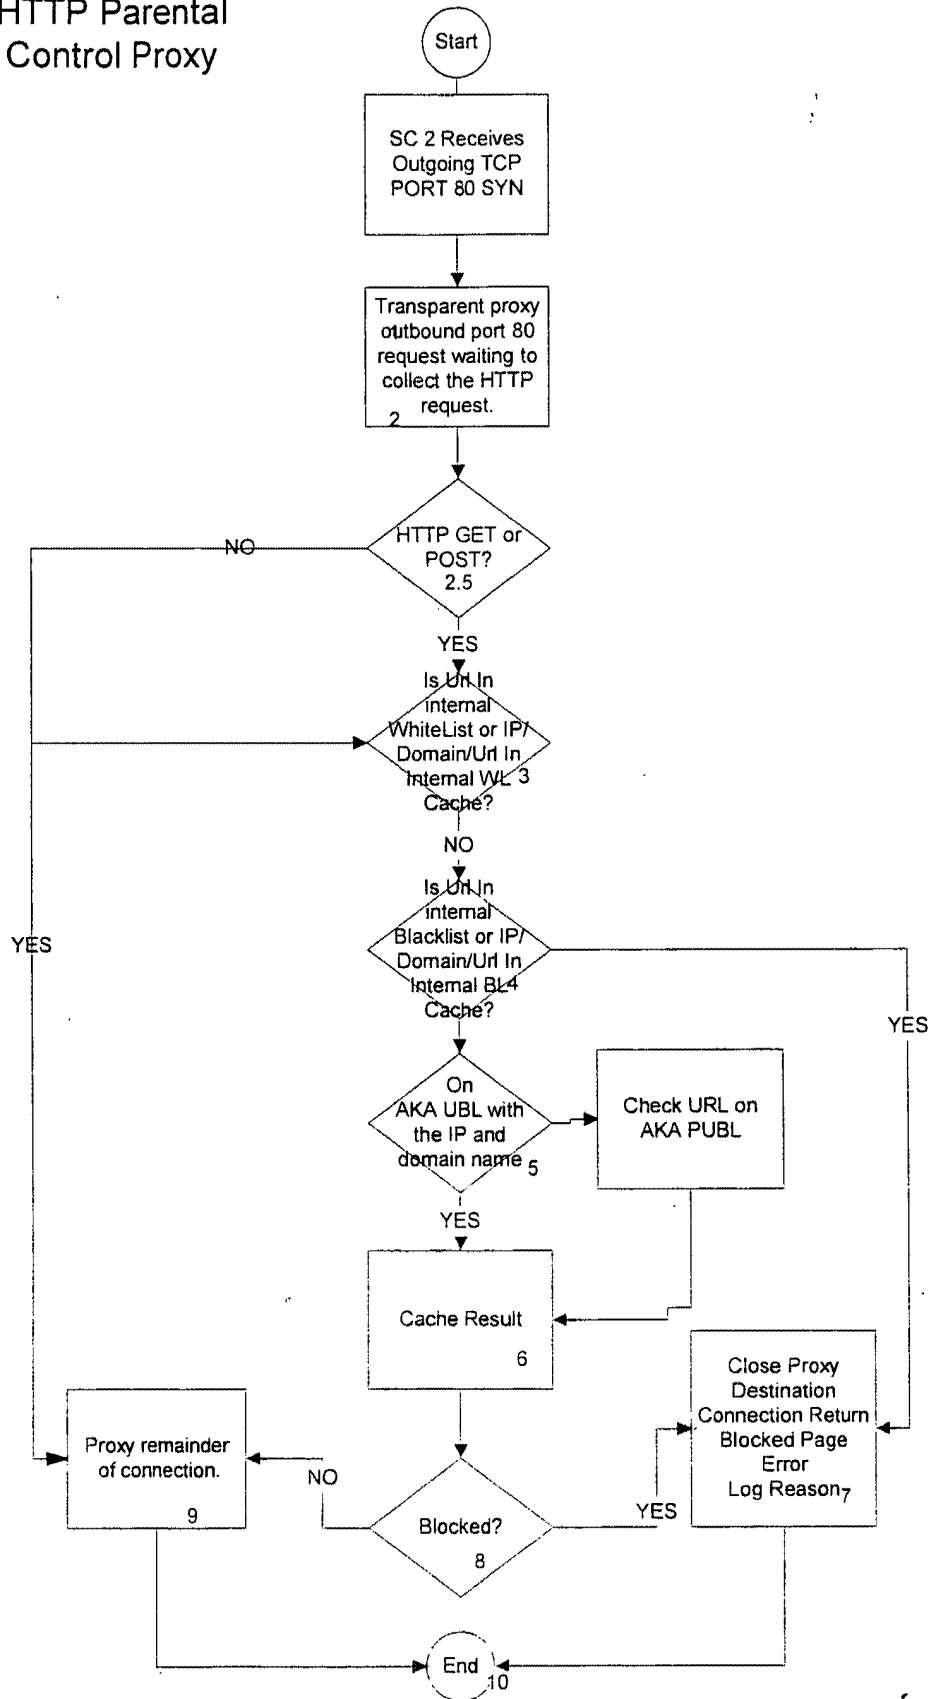 HTTP Parental
Control Proxy
Start
SC 2 Receives
Outgoing TCP
PORT 80 SYN
Transparent proxy
outbound port 80
request waiting to
collect the HTTP
request.
2
HTTP GET or
POST?
2.5
NO
YES
Is Url In
internal
WhiteList or IP/
Domain/Url In
Internal WL 3
Cache?
NO
Is Url In
internal
Blacklist or IP/
Domain/Url In
Internal BL 4
Cache?
YES
YES
On
AKA UBL with
the IP and
domain name 5
Check URL on
AKA PUBL
YES
Cache Result
6
Close Proxy
Destination
Connection Return
Blocked Page
Error
Log Reason 7
Proxy remainder
of connection.
9
NO
Blocked?
8
YES
End 10